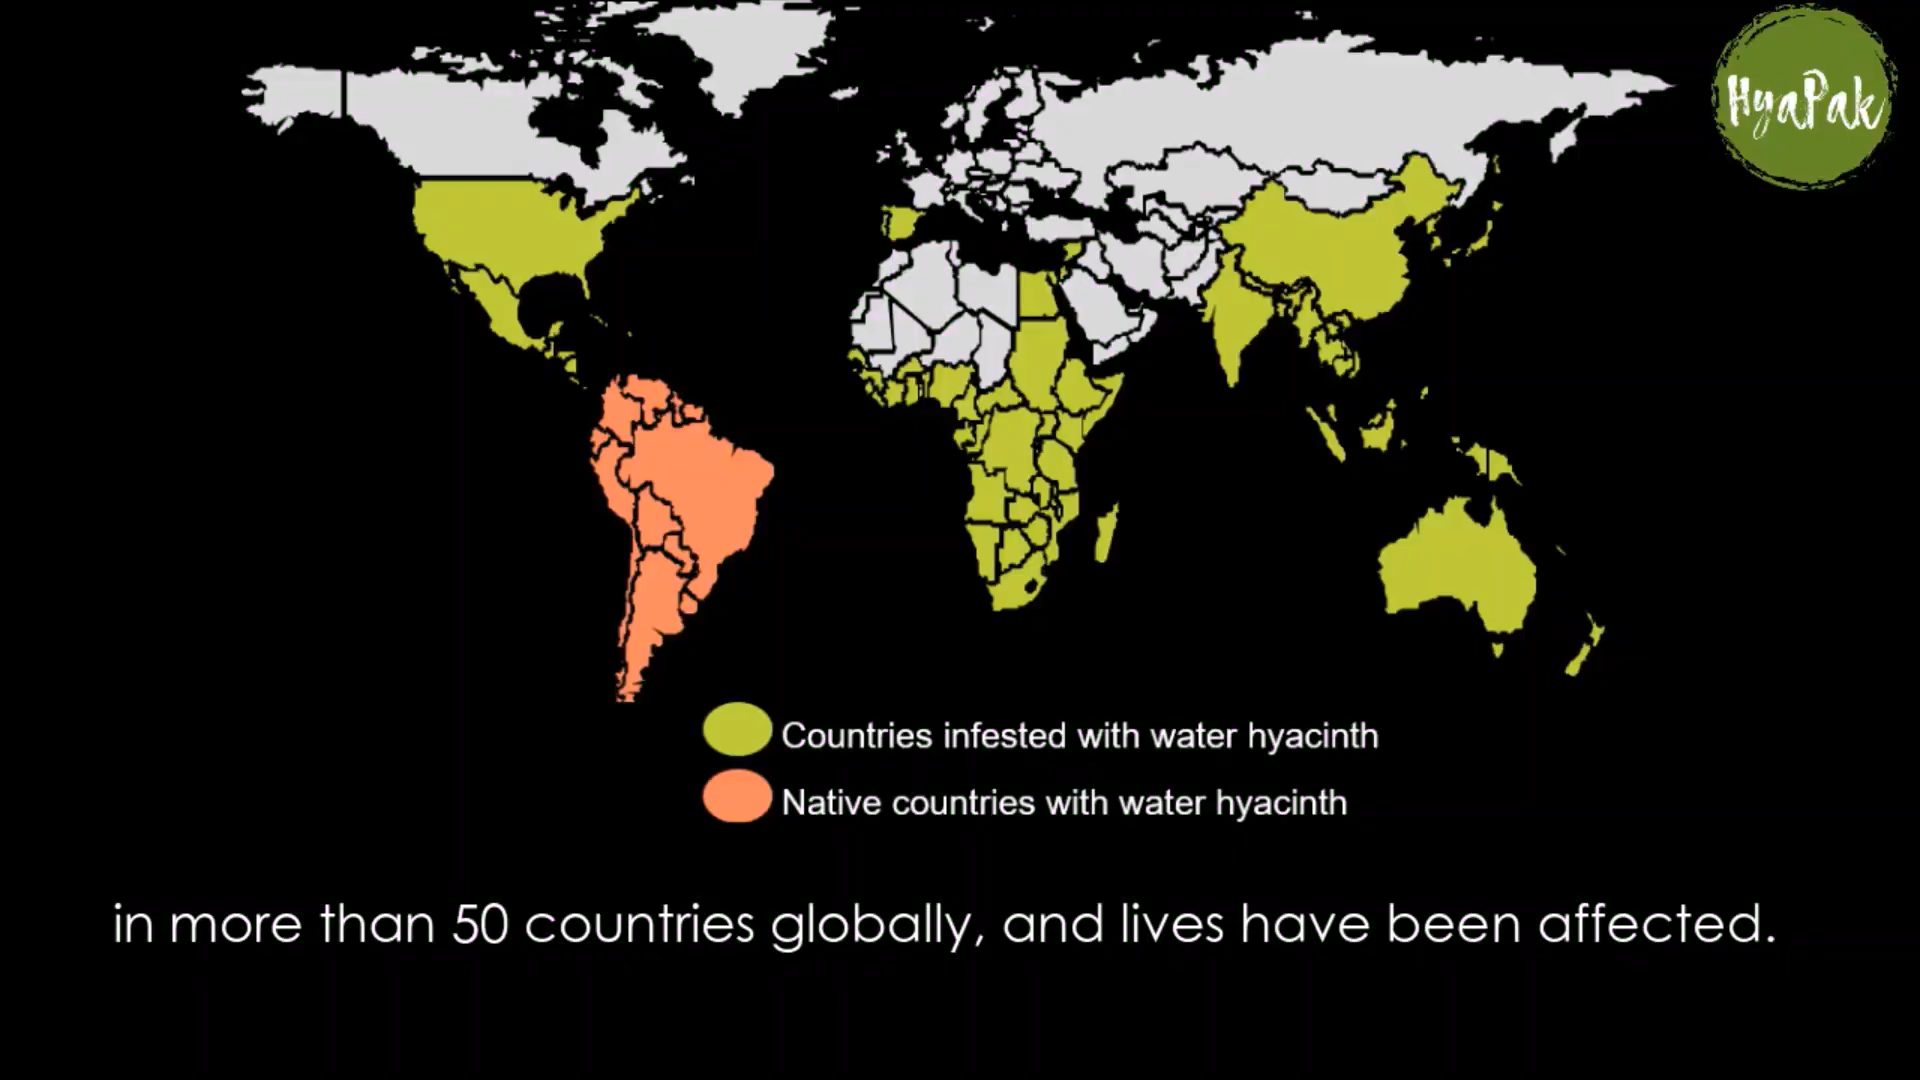 HyaPak
Countries infested with water hyacinth
Native countries with water hyacinth
in more than 50 countries globally, and lives have been affected.